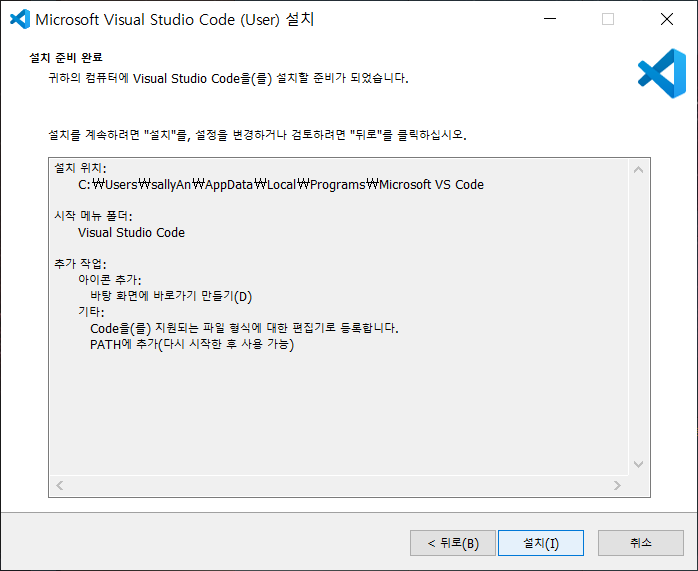 Microsoft Visual Studio Code (User) 설치
설치 준비 완료
귀하의 컴퓨터에 Visual Studio Code을(를) 설치할 준비가 되었습니다.
설치를 계속하려면 "설치"를, 설정을 변경하거나 검토하려면 "뒤로"를 클릭하십시오.
설치 위치:
C:₩Users₩sallyAn₩AppData₩Local₩Programs₩Microsoft VS Code
시작 메뉴 폴더:
Visual Studio Code
추가 작업:
아이콘 추가:
바탕 화면에 바로가기 만들기(D)
기타:
Code을(를) 지원되는 파일 형식에 대한 편집기로 등록합니다.
PATH에 추가(다시 시작한 후 사용 가능)
< 뒤로(B)
설치(I)
취소